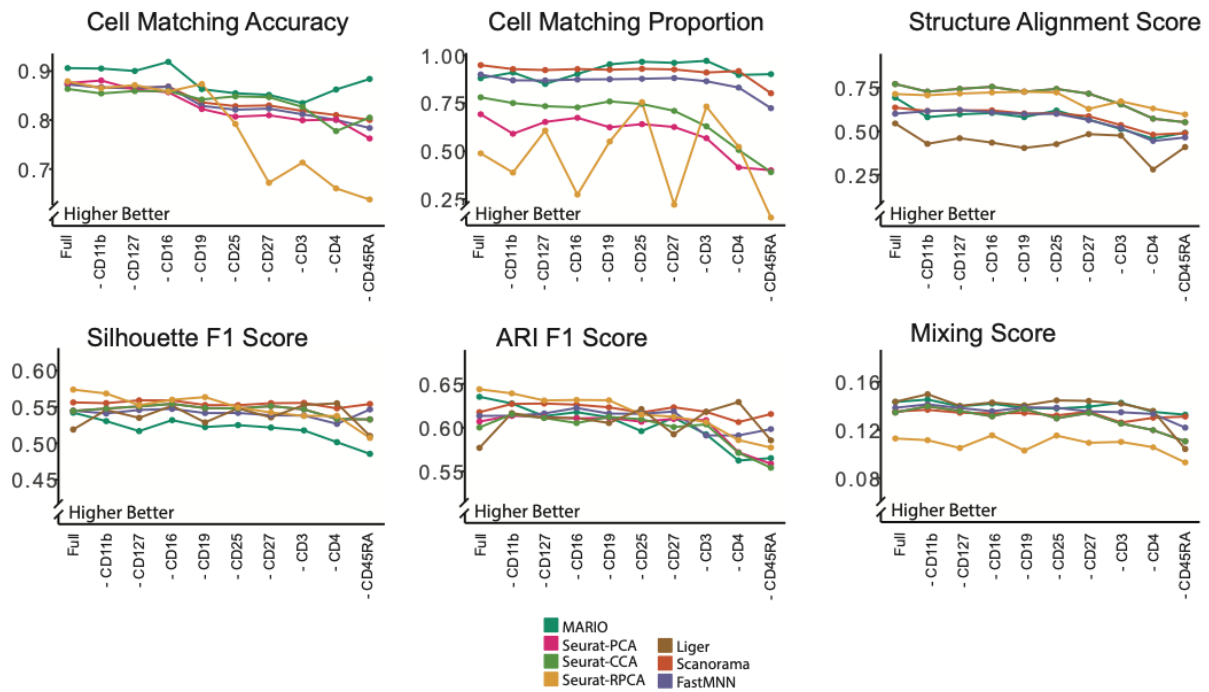 Cell Matching Accuracy
0.9
0.8
0.7
Higher Better
Full
- CD11b
- CD127
- CD16
- CD19
- CD25
- CD27
- CD3
- CD4
- CD45RA
Cell Matching Proportion
1.00
0.75
0.50
0.25
Higher Better
Full
- CD11b
- CD127
- CD16
- CD19
- CD25
- CD27
- CD3
- CD4
- CD45RA
Structure Alignment Score
0.75
0.50
0.25
Higher Better
Full
- CD11b
- CD127
- CD16
- CD19
- CD25
- CD27
- CD3
- CD4
- CD45RA
Silhouette F1 Score
0.60
0.55
0.50
0.45
Higher Better
Full
- CD11b
- CD127
- CD16
- CD19
- CD25
- CD27
- CD3
- CD4
- CD45RA
ARI F1 Score
0.65
0.60
0.55
Higher Better
Full
- CD11b
- CD127
- CD16
- CD19
- CD25
- CD27
- CD3
- CD4
- CD45RA
Mixing Score
0.16
0.12
0.08
Higher Better
Full
- CD11b
- CD127
- CD16
- CD19
- CD25
- CD27
- CD3
- CD4
- CD45RA
MARIO
Seurat-PCA
Seurat-CCA
Seurat-RPCA
Liger
Scanorama
FastMNN